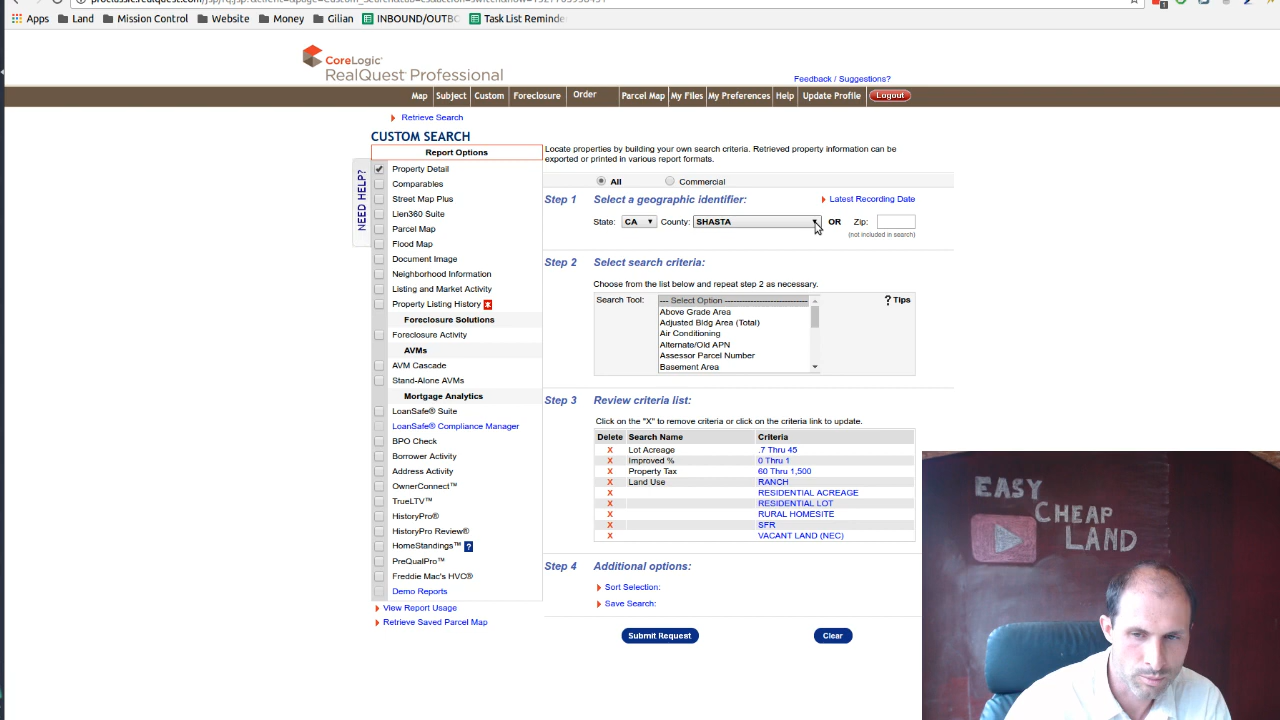 Apps Land Mission Control Website Money Gilian INBOUND/OUTBO Task List Reminde
CoreLogic
RealQuest Professional
Feedback / Suggestions?
Map Subject Custom Foreclosure Order Parcel Map My Files My Preferences Help Update Profile Logout
Retrieve Search
CUSTOM SEARCH
Report Options
NEED HELP?
Property Detail
Comparables
Street Map Plus
Lien360 Suite
Parcel Map
Flood Map
Document Image
Neighborhood Information
Listing and Market Activity
Property Listing History
Foreclosure Solutions
Foreclosure Activity
AVMs
AVM Cascade
Stand-Alone AVMs
Mortgage Analytics
LoanSafe® Suite
LoanSafe® Compliance Manager
BPO Check
Borrower Activity
Address Activity
OwnerConnect™
TrueLTV™
HistoryPro®
HistoryPro Review®
HomeStandings™ ?
PreQualPro™
Freddie Mac's HVC®
Demo Reports
View Report Usage
Retrieve Saved Parcel Map
Locate properties by building your own search criteria. Retrieved property information can be
exported or printed in various report formats.
All Commercial
Step 1 Select a geographic identifier: Latest Recording Date
State: CA County: SHASTA OR Zip:
(not included in search)
Step 2 Select search criteria:
Choose from the list below and repeat step 2 as necessary.
Search Tool: --- Select Option ---------------------------- ? Tips
Above Grade Area
Adjusted Bldg Area (Total)
Air Conditioning
Alternate/Old APN
Assessor Parcel Number
Basement Area
Step 3 Review criteria list:
Click on the "X" to remove criteria or click on the criteria link to update.
Delete Search Name Criteria
X Lot Acreage .7 Thru 45
X Improved % 0 Thru 1
X Property Tax 60 Thru 1,500
X Land Use RANCH
X RESIDENTIAL ACREAGE
X RESIDENTIAL LOT
X RURAL HOMESITE
X SFR
X VACANT LAND (NEC)
Step 4 Additional options:
Sort Selection:
Save Search:
Submit Request Clear
EASY
CHEAP
LAND